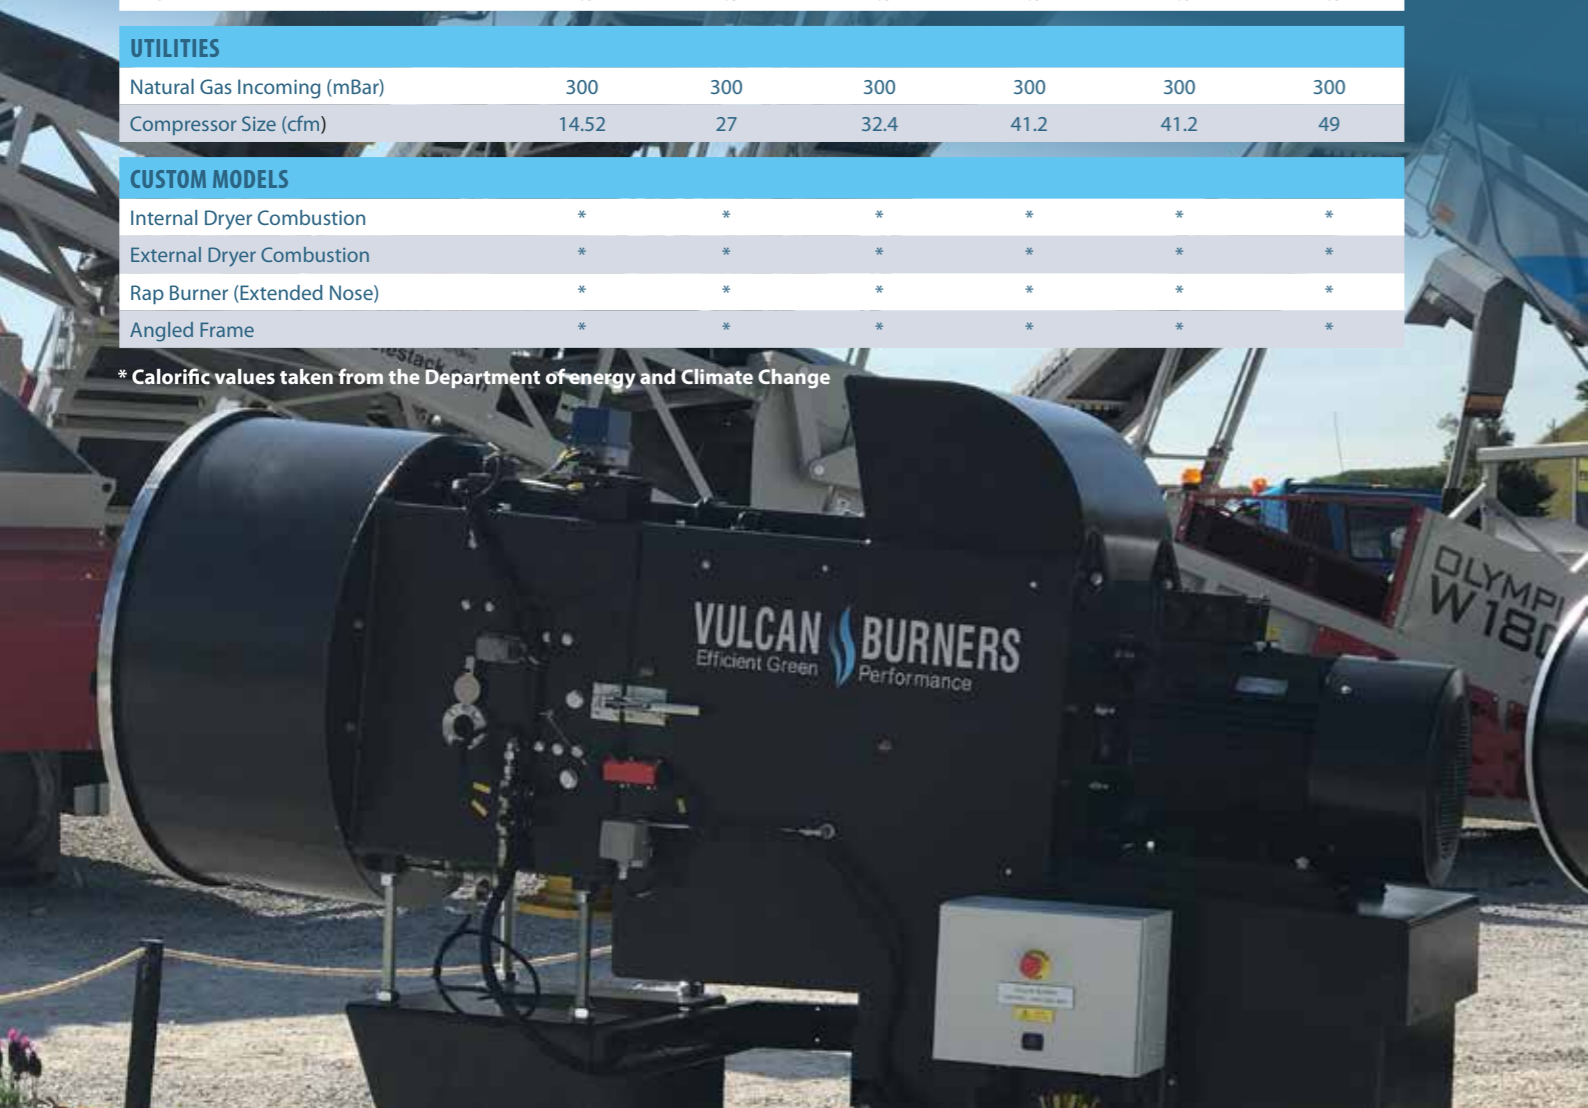 UTILITIES
Natural Gas Incoming (mBar) 300 300 300 300 300 300
Compressor Size (cfm) 14.52 27 32.4 41.2 41.2 49
CUSTOM MODELS
Internal Dryer Combustion * * * * * *
External Dryer Combustion * * * * * *
Rap Burner (Extended Nose) * * * * * *
Angled Frame * * * * * *
* Calorific values taken from the Department of energy and Climate Change
VULCAN BURNERS
Efficient Green Performance
OLYMPI
W180